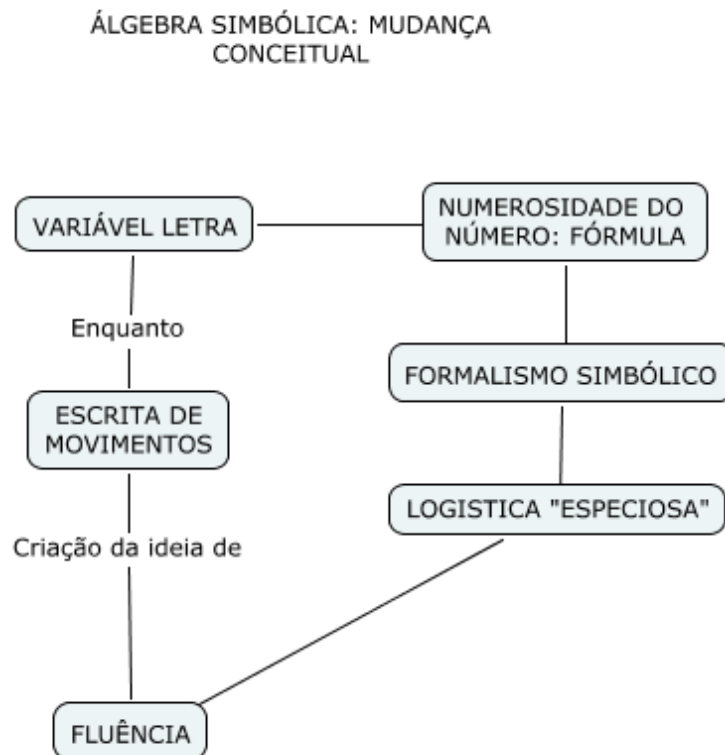 ÁLGEBRA SIMBÓLICA: MUDANÇA
CONCEITUAL
VARIÁVEL LETRA
NUMEROSIDADE DO
NÚMERO: FÓRMULA
Enquanto
FORMALISMO SIMBÓLICO
ESCRITA DE
MOVIMENTOS
LOGISTICA "ESPECIOSA"
Criação da ideia de
FLUÊNCIA